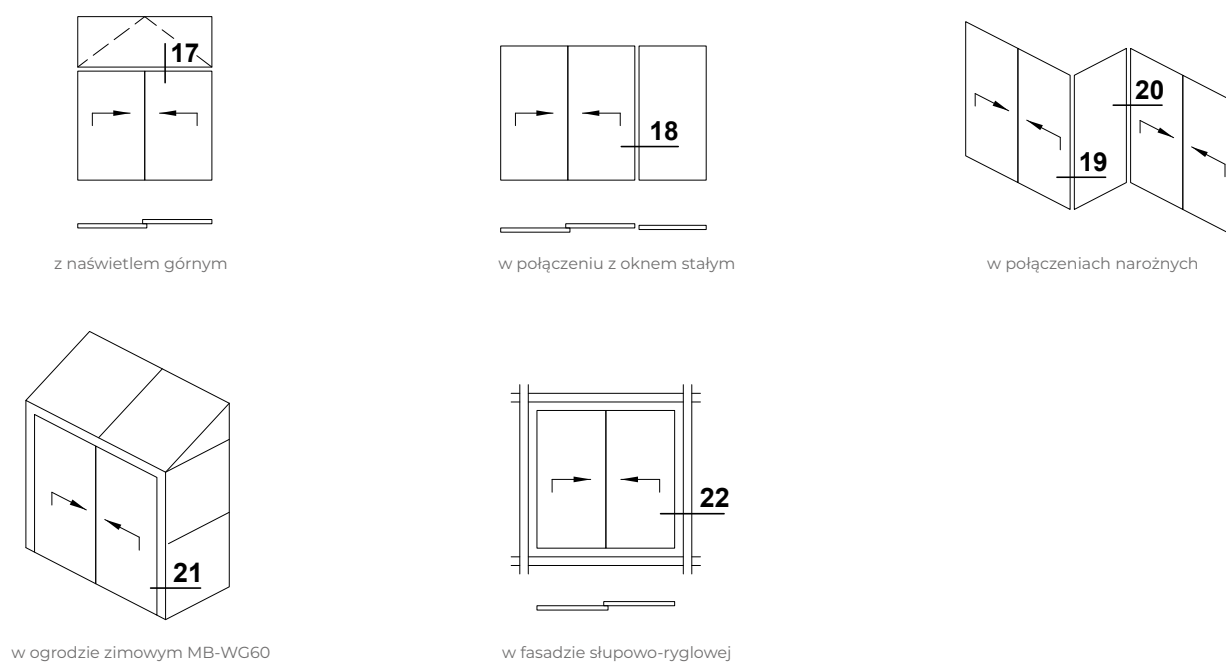 17
18
20
19
z naświetlem górnym
w połączeniu z oknem stałym
w połączeniach narożnych
22
21
w ogrodzie zimowym MB-WG60
w fasadzie słupowo-ryglowej